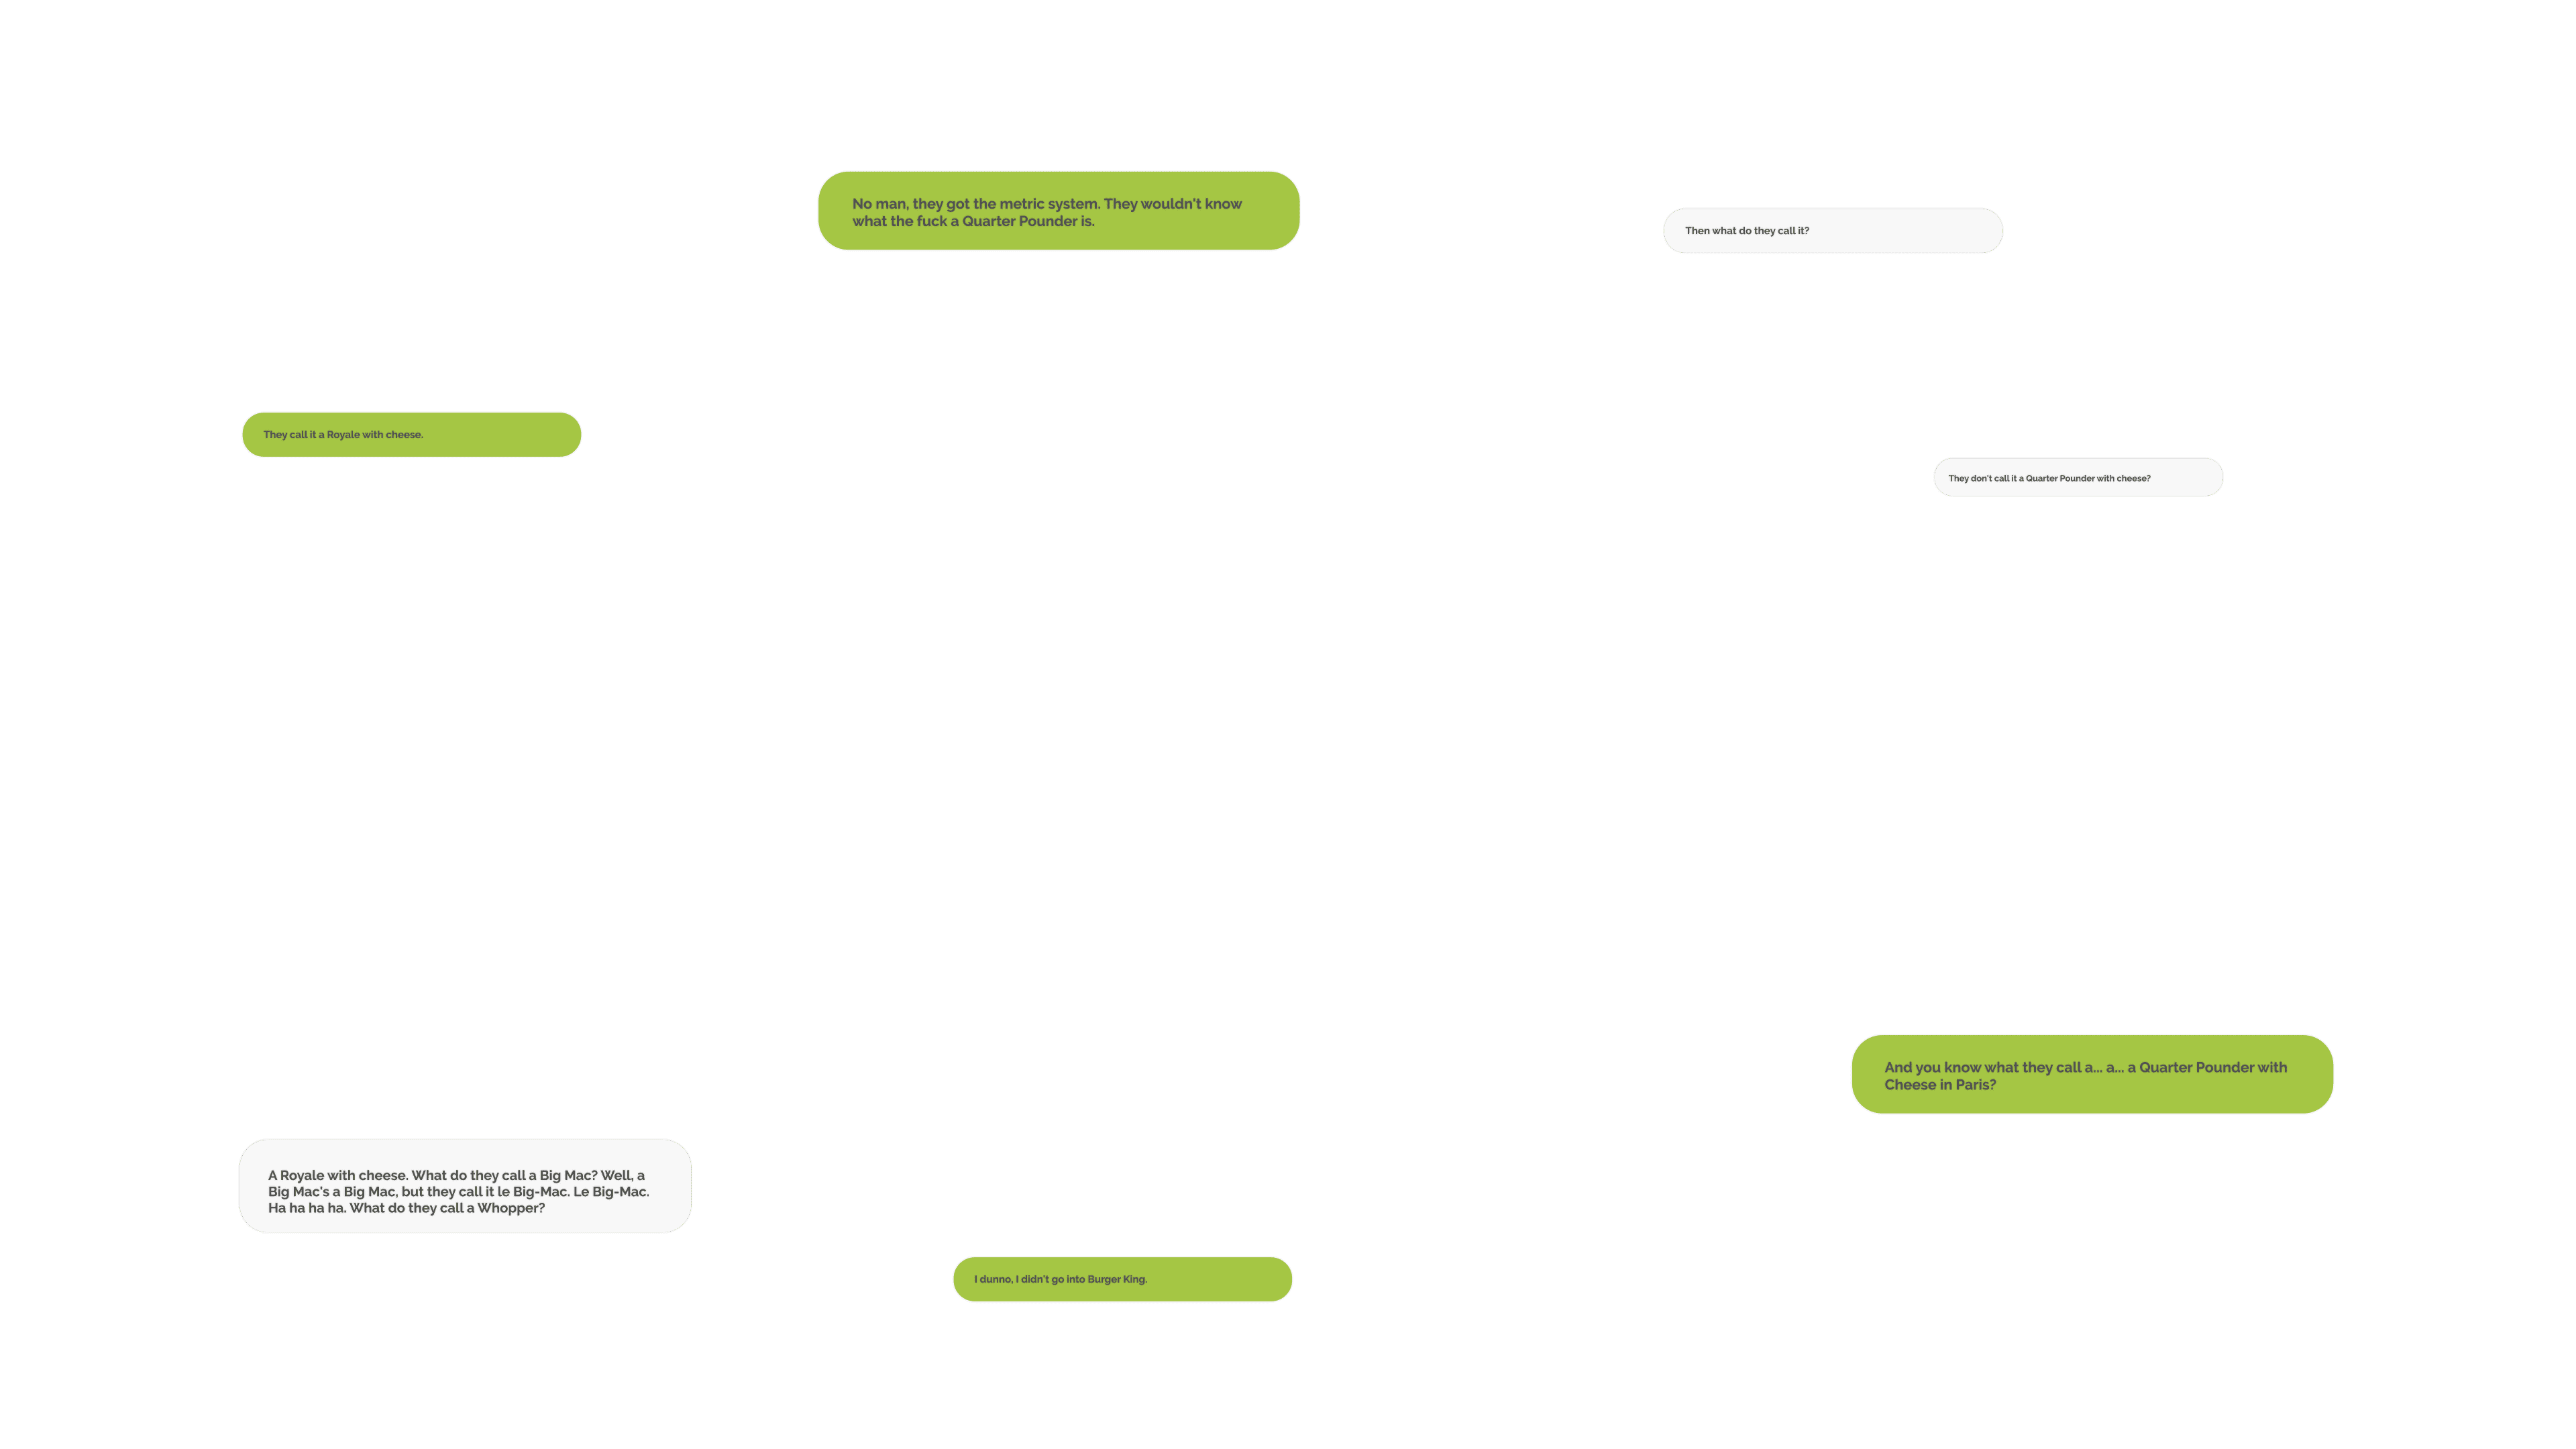 No man, they got the metric system. They wouldn't know
what the fuck a Quarter Pounder is.
Then what do they call it?
They call it a Royale with cheese.
They don't call it a Quarter Pounder with cheese?
And you know what they call a... a... a Quarter Pounder with
Cheese in Paris?
A Royale with cheese. What do they call a Big Mac? Well, a
Big Mac's a Big Mac, but they call it le Big-Mac. Le Big-Mac.
Ha ha ha ha. What do they call a Whopper?
I dunno, I didn't go into Burger King.